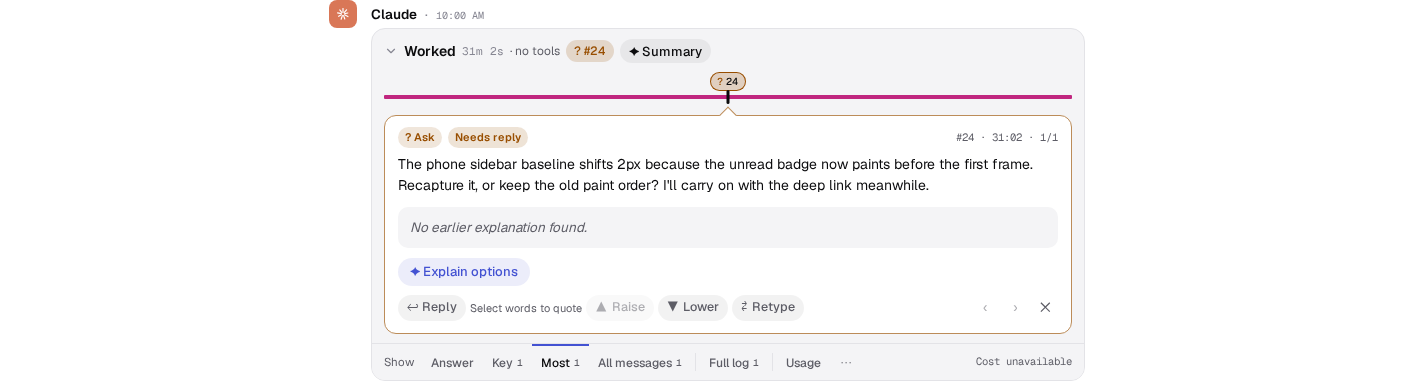 Claude · 10:00 AM
Worked 31m 2s · no tools ? #24 ✦ Summary
? 24
? Ask Needs reply #24 · 31:02 · 1/1
The phone sidebar baseline shifts 2px because the unread badge now paints before the first frame.
Recapture it, or keep the old paint order? I'll carry on with the deep link meanwhile.
No earlier explanation found.
✦ Explain options
↩ Reply Select words to quote ▲ Raise ▼ Lower ⇄ Retype ‹ › ×
Show Answer Key 1 Most 1 All messages 1 Full log 1 Usage ··· Cost unavailable